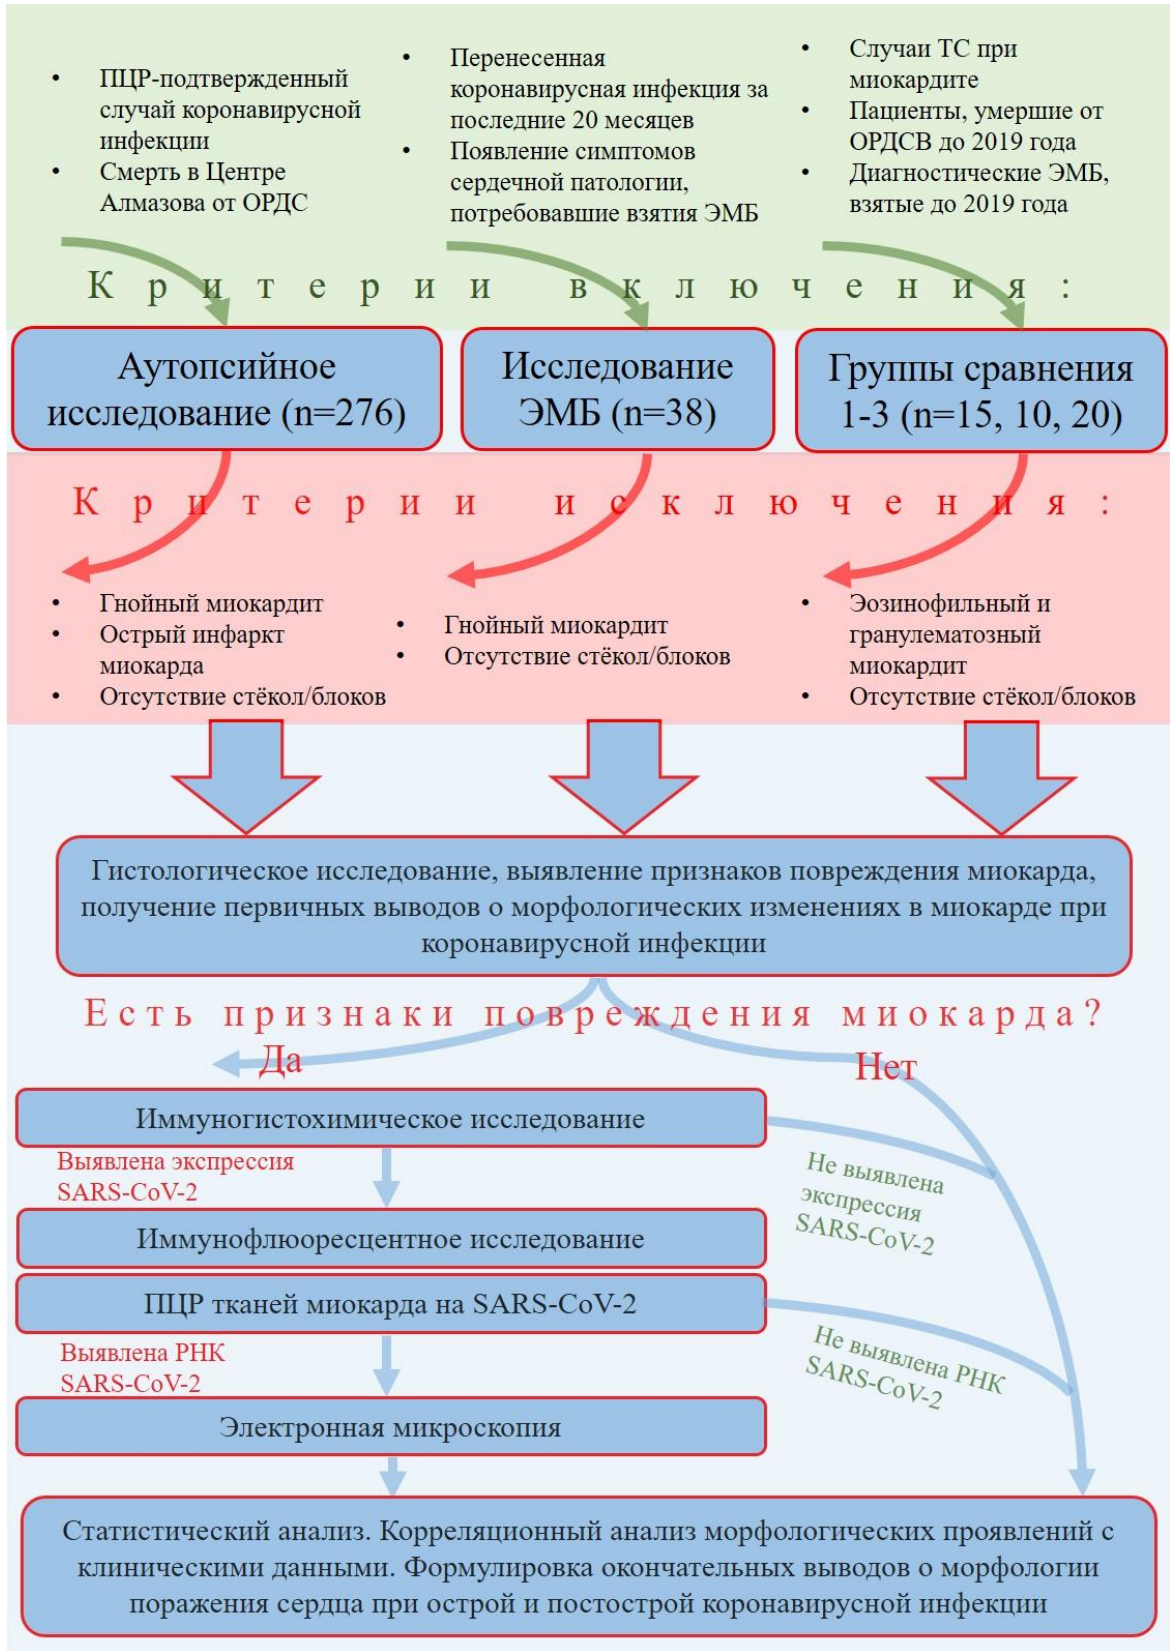 ПЦР-подтвержденный
случай коронавирусной
инфекции
Смерть в Центре
Алмазова от ОРДС
Перенесенная
коронавирусная инфекция за
последние 20 месяцев
Появление симптомов
сердечной патологии,
потребовавшие взятия ЭМБ
Случаи ТС при
миокардите
Пациенты, умершие от
ОРДСВ до 2019 года
Диагностические ЭМБ,
взятые до 2019 года
Критерии включения:
Аутопсийное
исследование (n=276)
Исследование
ЭМБ (n=38)
Группы сравнения
1-3 (n=15, 10, 20)
Критерии исключения:
Гнойный миокардит
Острый инфаркт
миокарда
Отсутствие стёкол/блоков
Гнойный миокардит
Отсутствие стёкол/блоков
Эозинофильный и
гранулематозный
миокардит
Отсутствие стёкол/блоков
Гистологическое исследование, выявление признаков повреждения миокарда,
получение первичных выводов о морфологических изменениях в миокарде при
коронавирусной инфекции
Есть признаки повреждения миокарда?
Да
Нет
Иммуногистохимическое исследование
Выявлена экспрессия
SARS-CoV-2
Не выявлена
экспрессия
SARS-CoV-2
Иммунофлюоресцентное исследование
ПЦР тканей миокарда на SARS-CoV-2
Выявлена РНК
SARS-CoV-2
Не выявлена РНК
SARS-CoV-2
Электронная микроскопия
Статистический анализ. Корреляционный анализ морфологических проявлений с
клиническими данными. Формулировка окончательных выводов о морфологии
поражения сердца при острой и постострой коронавирусной инфекции